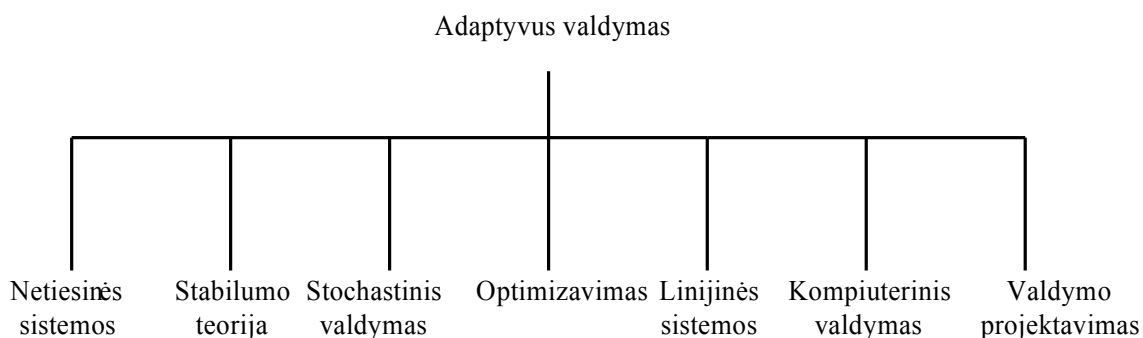 Adaptyvus valdymas
Netiesinės sistemos
Stabilumo teorija
Stochastinis valdymas
Optimizavimas
Linijinės sistemos
Kompiuterinis valdymas
Valdymo projektavimas